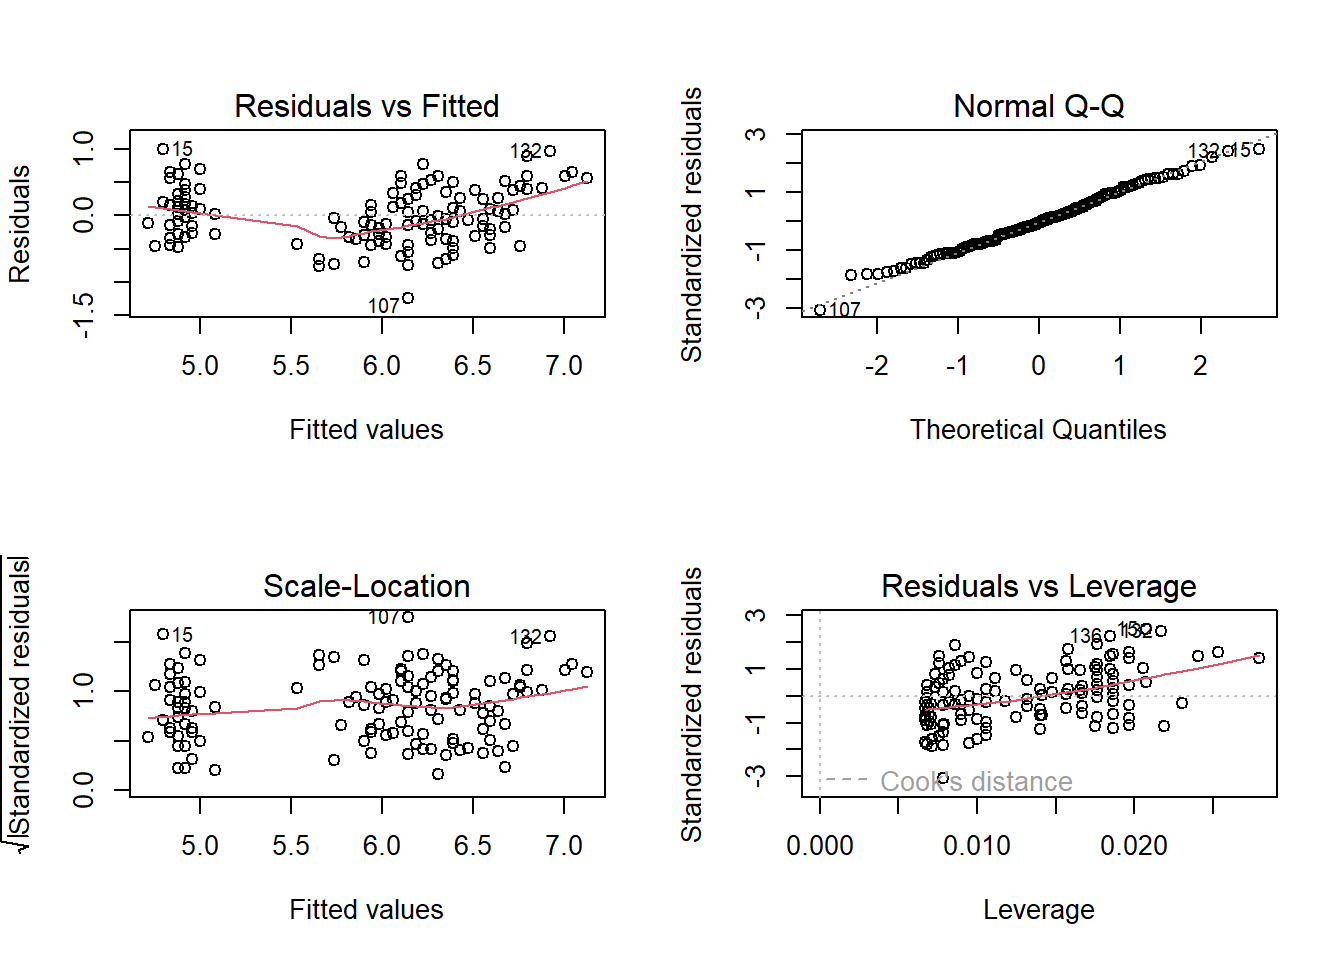 Residuals vs Fitted
Residuals
1.0
0.0
-1.5
15
132
107
5.0 5.5 6.0 6.5 7.0
Fitted values
Normal Q-Q
Standardized residuals
3
1
-1
-3
132
15
107
-2 -1 0 1 2
Theoretical Quantiles
Scale-Location
√|Standardized residuals|
1.0
0.0
107
15
132
5.0 5.5 6.0 6.5 7.0
Fitted values
Residuals vs Leverage
Standardized residuals
3
1
-1
-3
136
15
132
Cook's distance
0.000 0.010 0.020
Leverage